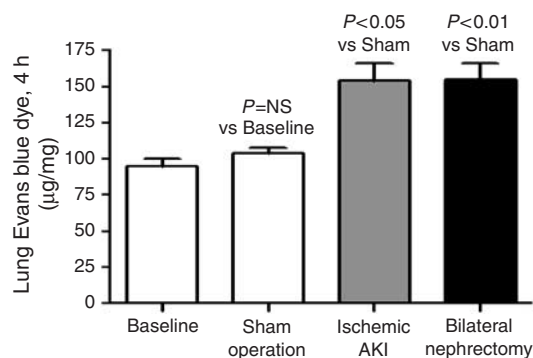 P<0.05
vs Sham
P<0.01
vs Sham
P=NS
vs Baseline
Lung Evans blue dye, 4 h
(μg/mg)
175
150
125
100
75
50
25
0
Baseline
Sham
operation
Ischemic
AKI
Bilateral
nephrectomy